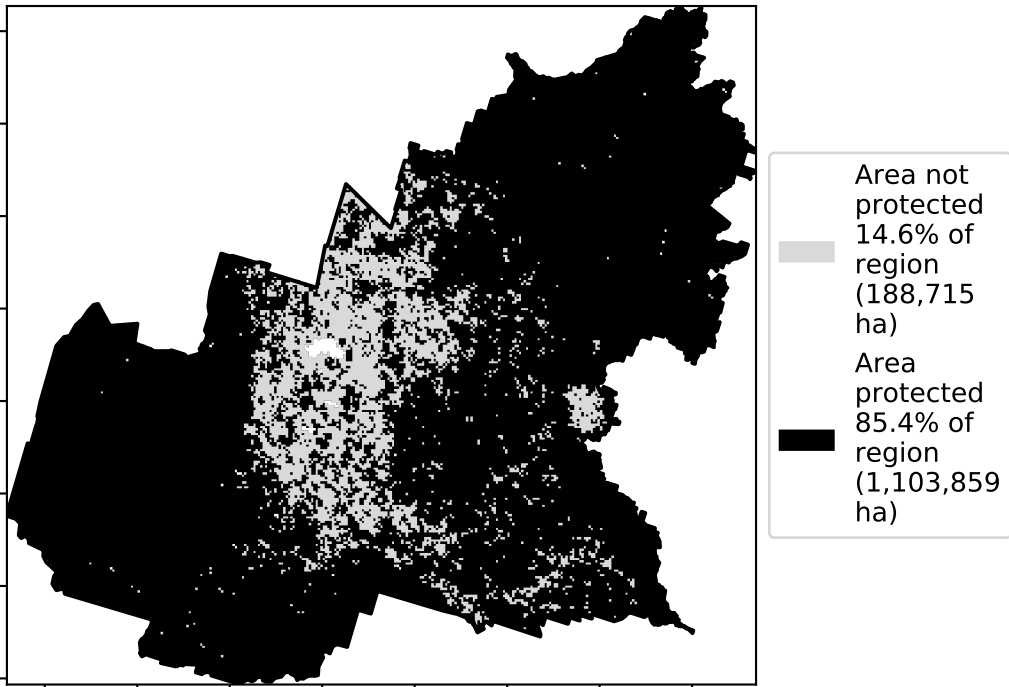 Area not
protected
14.6% of
region
(188,715
ha)
Area
protected
85.4% of
region
(1,103,859
ha)